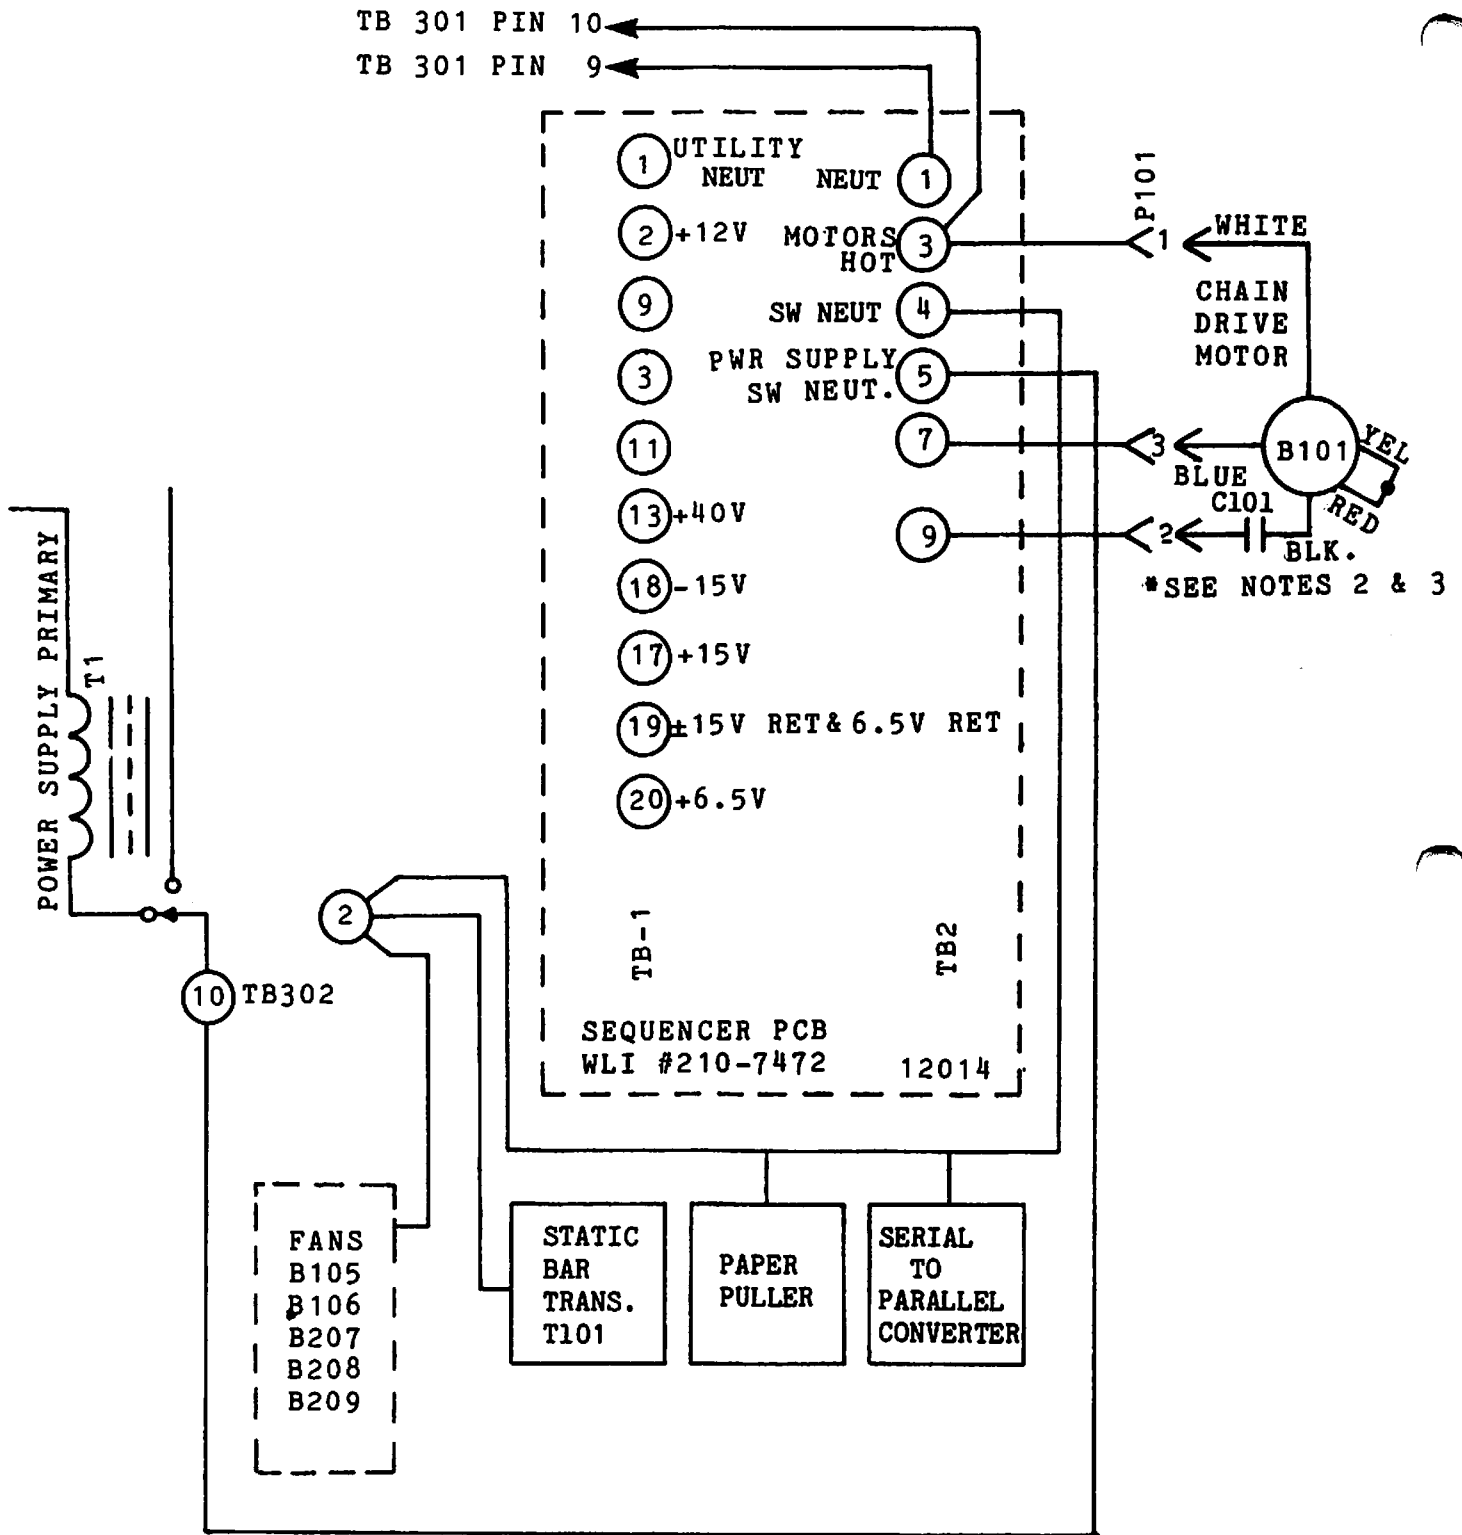 TB 301 PIN 10
TB 301 PIN 9
1 UTILITY NEUT
NEUT 1
2 +12V
MOTORS HOT 3
9
SW NEUT 4
3
PWR SUPPLY SW NEUT. 5
11
7
13 +40V
9
18 -15V
17 +15V
19 ±15V RET & 6.5V RET
20 +6.5V
TB-1
TB2
SEQUENCER PCB
WLI #210-7472
12014
P101
1
WHITE
CHAIN
DRIVE
MOTOR
B101
YEL
RED
3
BLUE
C101
2
BLK.
*SEE NOTES 2 & 3
POWER SUPPLY PRIMARY
T1
2
10 TB302
FANS
B105
B106
B207
B208
B209
STATIC
BAR
TRANS.
T101
PAPER
PULLER
SERIAL
TO
PARALLEL
CONVERTER